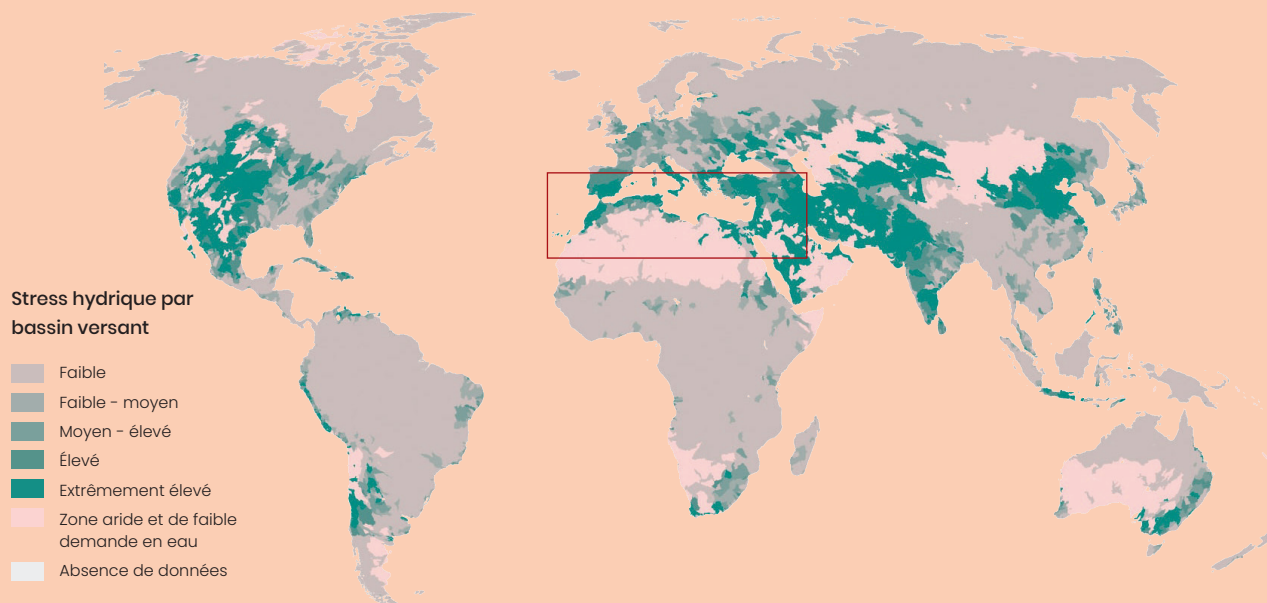 Stress hydrique par
bassin versant
Faible
Faible - moyen
Moyen - élevé
Élevé
Extrêmement élevé
Zone aride et de faible
demande en eau
Absence de données